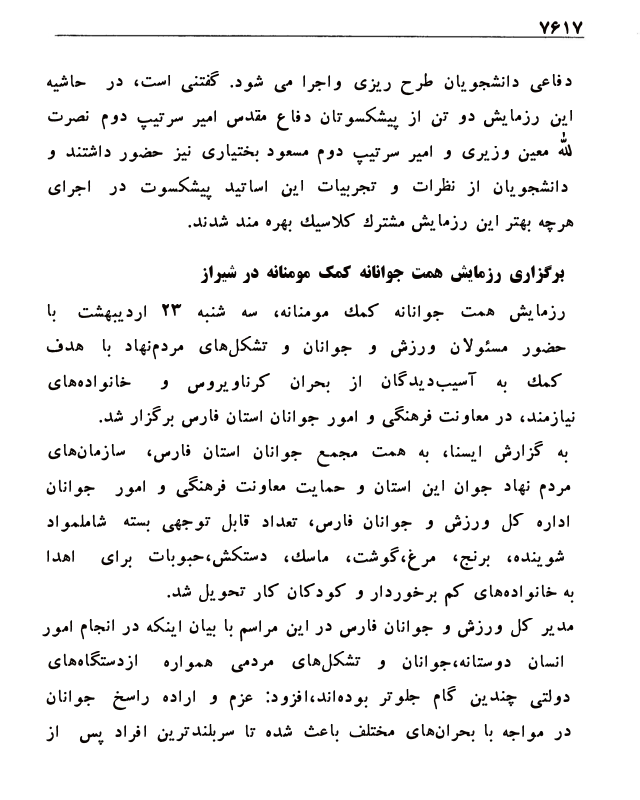 ۷۶۱۷
دفاعی دانشجویان طرح ریزی واجرا می شود. گفتنی است، در حاشیه
این رزمایش دو تن از پیشکسوتان دفاع مقدس امیر سرتیپ دوم نصرت
لله معین وزیری و امیر سرتیپ دوم مسعود بختیاری نیز حضور داشتند و
دانشجویان از نظرات و تجربیات این اساتید پیشکسوت در اجرای
هرچه بهتر این رزمایش مشترك کلاسیك بهره مند شدند.
برگزاری رزمایش همت جوانانه کمک مومنانه در شیراز
رزمایش همت جوانانه کمك مومنانه، سه شنبه ۲۳ اردیبهشت با
حضور مسئولان ورزش و جوانان و تشکل‌های مردم‌نهاد با هدف
کمك به آسیب‌دیدگان از بحران کرناویروس و خانواده‌های
نیازمند، در معاونت فرهنگی و امور جوانان استان فارس برگزار شد.
به گزارش ایسنا، به همت مجمع جوانان استان فارس، سازمان‌های
مردم نهاد جوان این استان و حمایت معاونت فرهنگی و امور جوانان
اداره کل ورزش و جوانان فارس، تعداد قابل توجهی بسته شاملمواد
شوینده، برنج، مرغ،گوشت، ماسك، دستکش،حبوبات برای اهدا
به خانواده‌های کم برخوردار و کودکان کار تحویل شد.
مدیر کل ورزش و جوانان فارس در این مراسم با بیان اینکه در انجام امور
انسان دوستانه،جوانان و تشکل‌های مردمی همواره ازدستگاه‌های
دولتی چندین گام جلوتر بوده‌اند،افزود: عزم و اراده راسخ جوانان
در مواجه با بحران‌های مختلف باعث شده تا سربلندترین افراد پس از